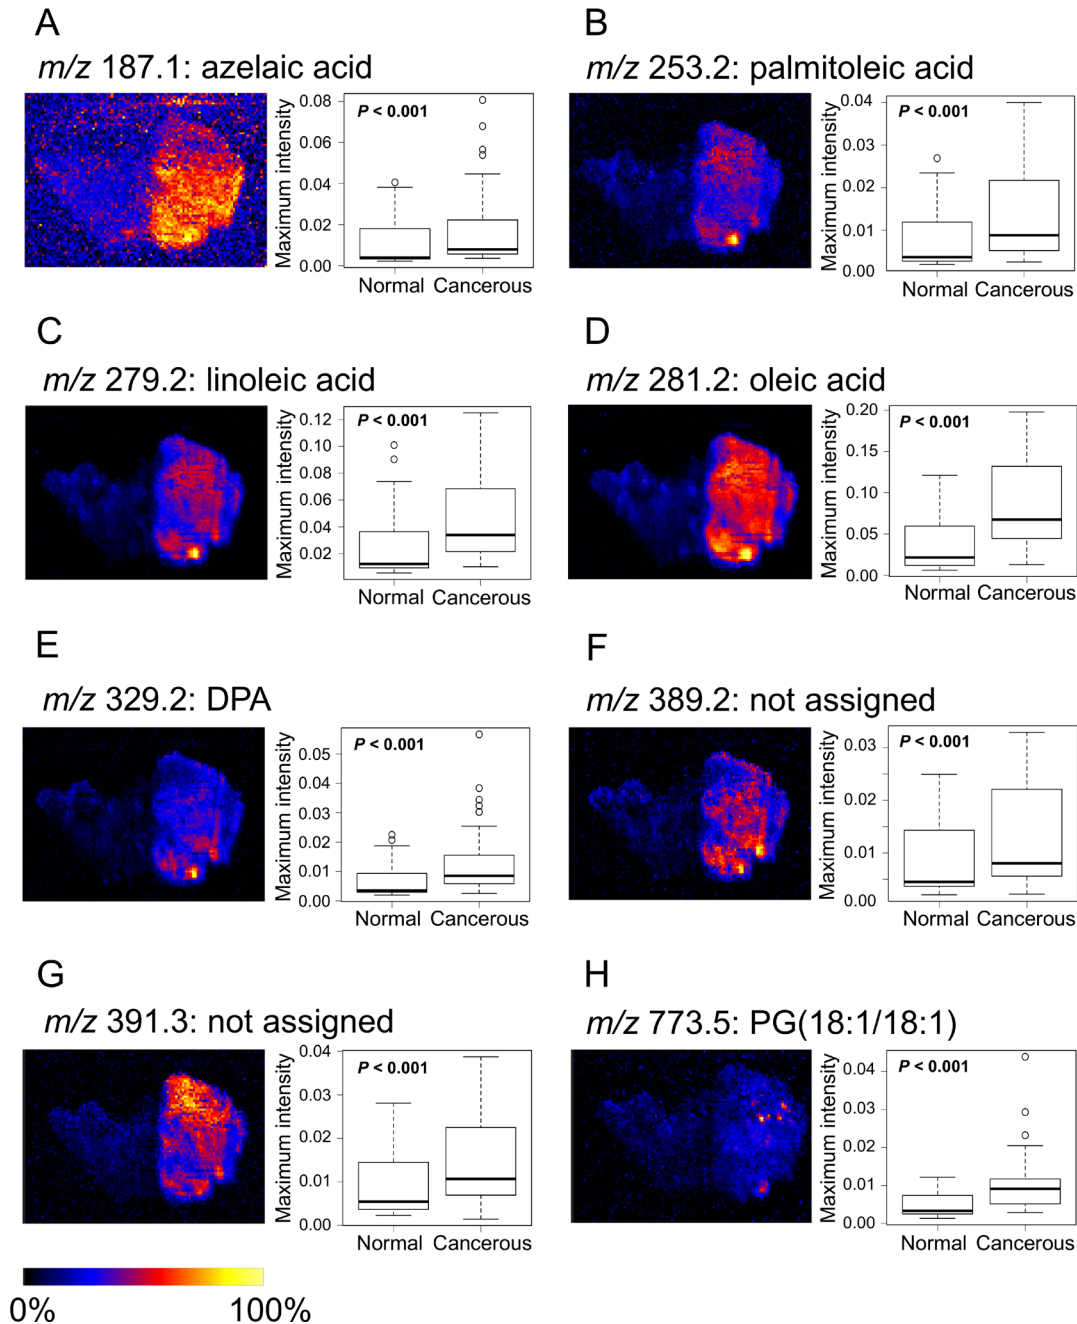 A
m/z 187.1: azelaic acid
Maximum intensity
P < 0.001
0.08
0.06
0.04
0.02
0.00
Normal Cancerous
B
m/z 253.2: palmitoleic acid
Maximum intensity
P < 0.001
0.04
0.03
0.02
0.01
0.00
Normal Cancerous
C
m/z 279.2: linoleic acid
Maximum intensity
P < 0.001
0.12
0.10
0.08
0.06
0.04
0.02
Normal Cancerous
D
m/z 281.2: oleic acid
Maximum intensity
P < 0.001
0.20
0.10
0.05
0.00
Normal Cancerous
E
m/z 329.2: DPA
Maximum intensity
P < 0.001
0.05
0.04
0.03
0.02
0.01
0.00
Normal Cancerous
F
m/z 389.2: not assigned
Maximum intensity
P < 0.001
0.03
0.02
0.01
0.00
Normal Cancerous
G
m/z 391.3: not assigned
Maximum intensity
P < 0.001
0.04
0.03
0.02
0.01
0.00
Normal Cancerous
H
m/z 773.5: PG(18:1/18:1)
Maximum intensity
P < 0.001
0.04
0.03
0.02
0.01
0.00
Normal Cancerous
0% 100%